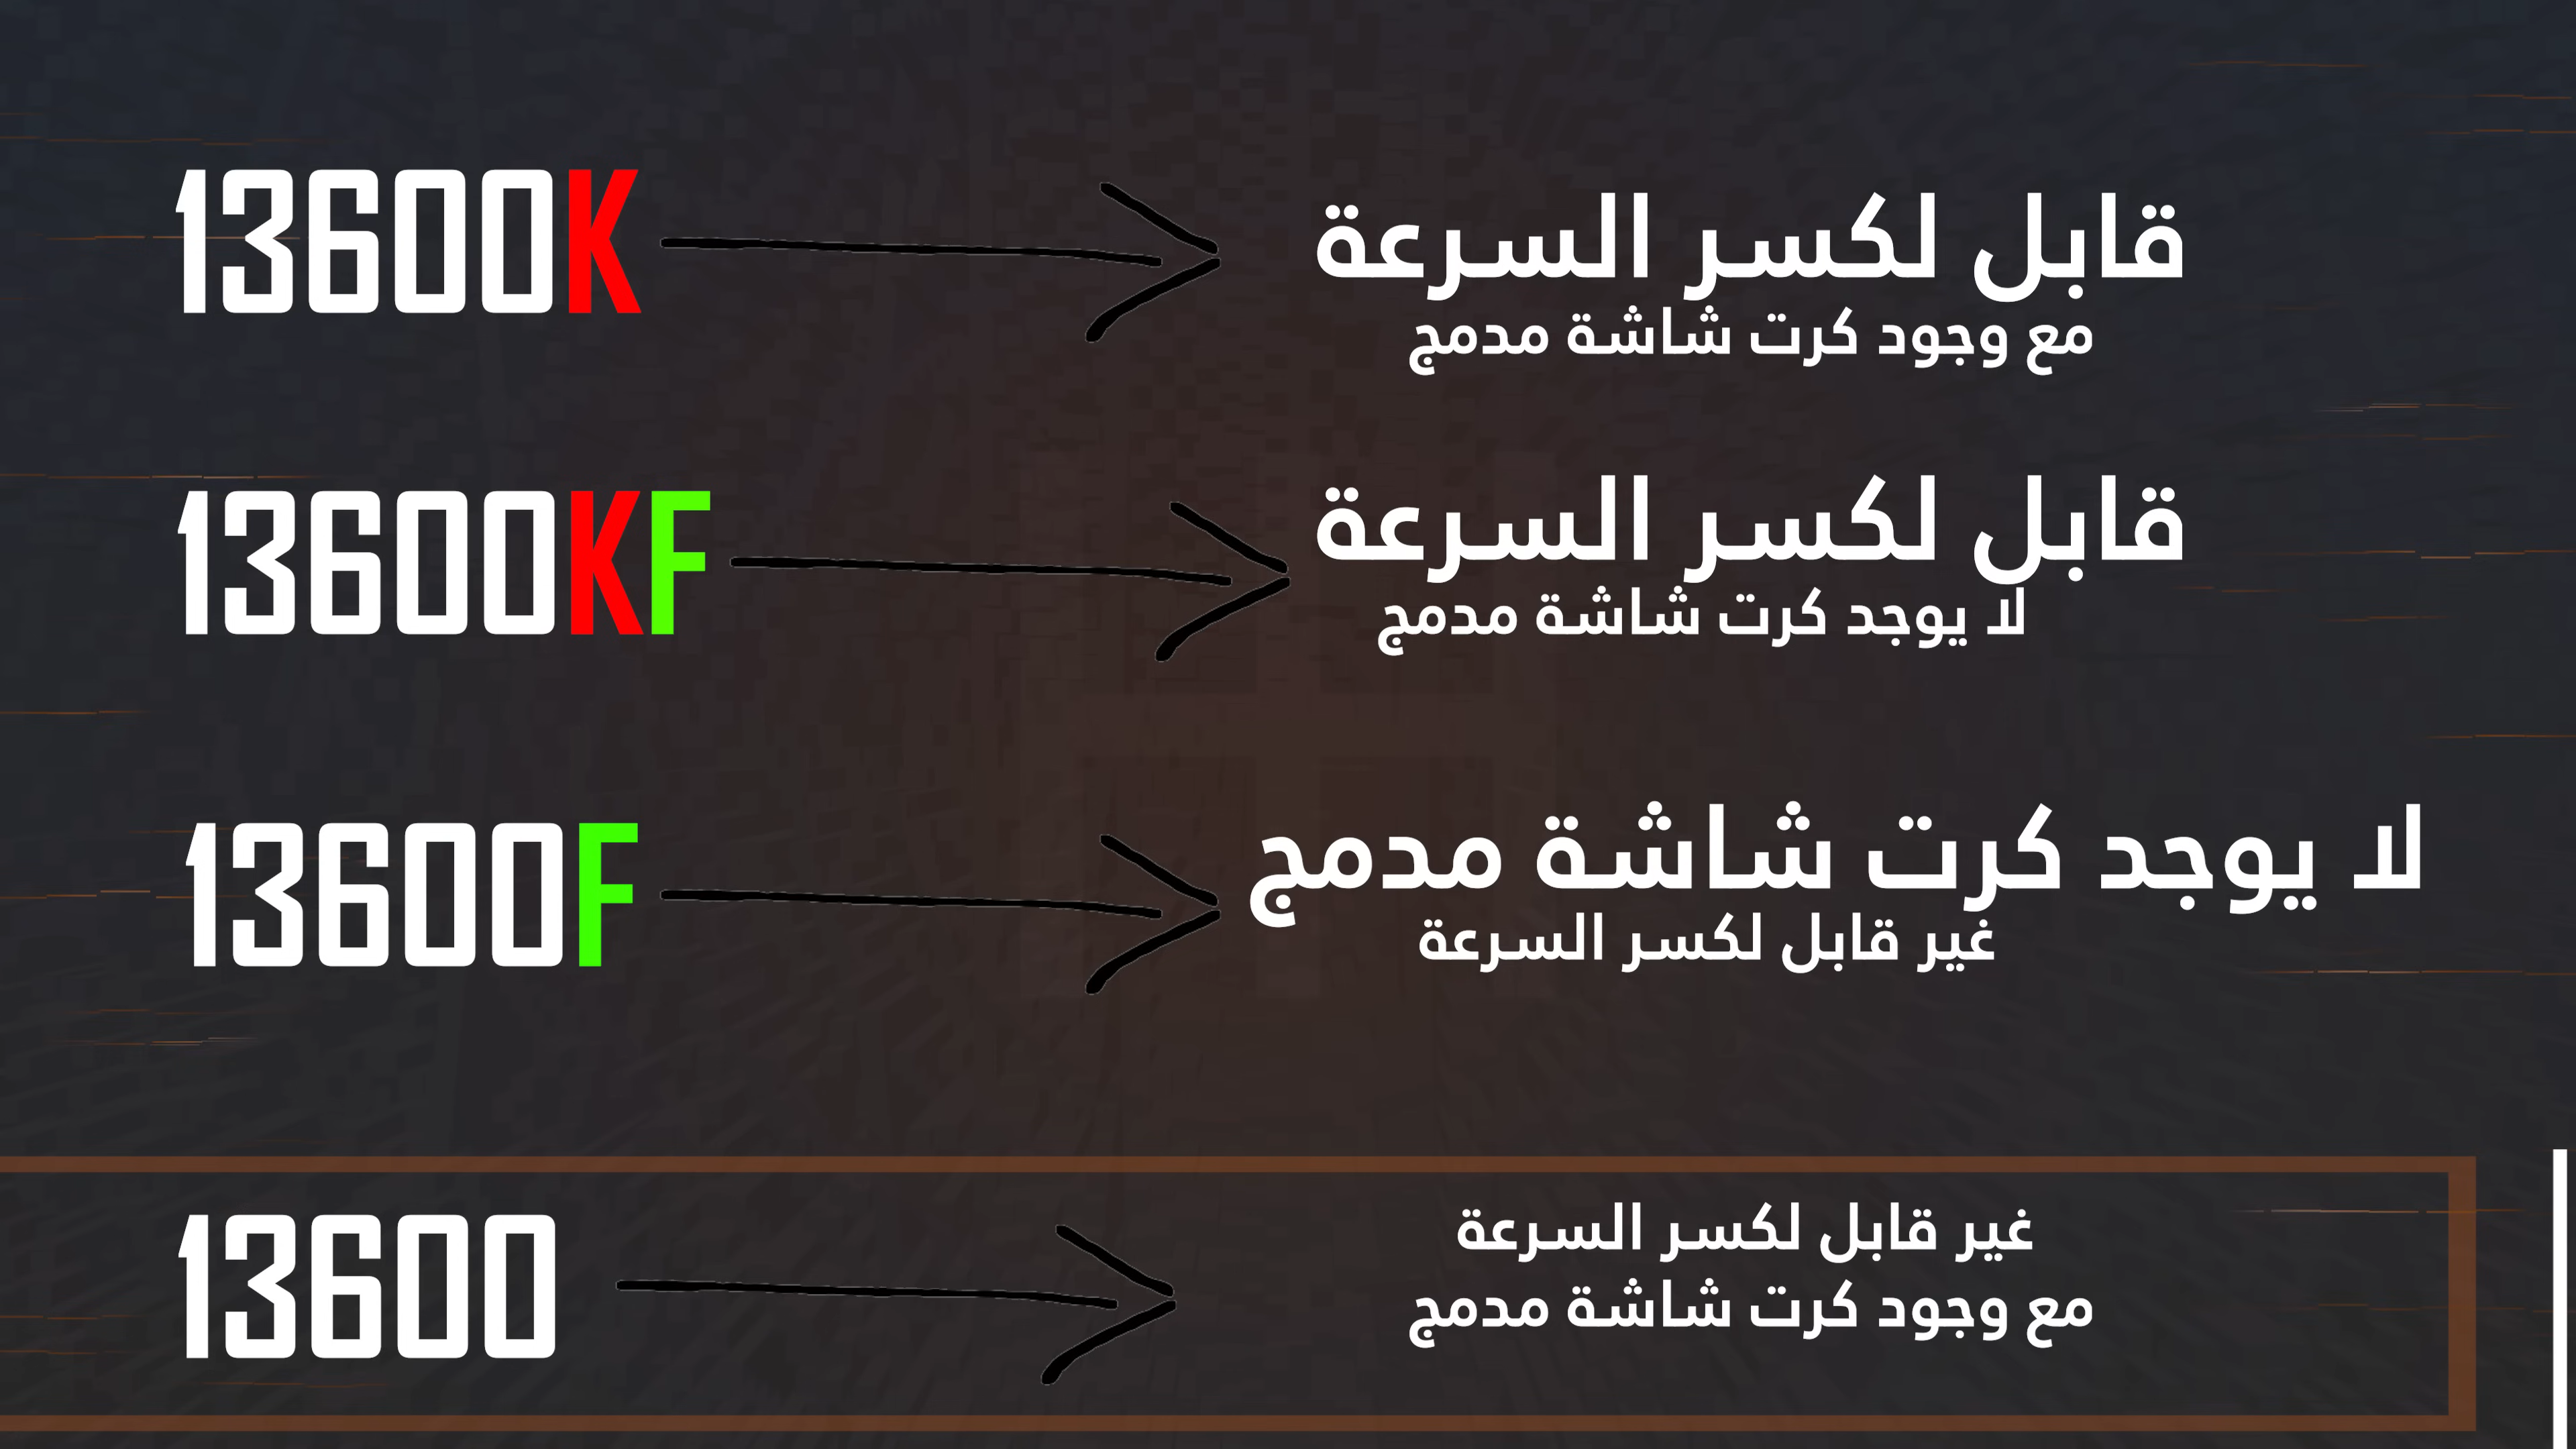 13600K
قابل لكسر السرعة
مع وجود كرت شاشة مدمج
13600KF
قابل لكسر السرعة
لا يوجد كرت شاشة مدمج
13600F
لا يوجد كرت شاشة مدمج
غير قابل لكسر السرعة
13600
غير قابل لكسر السرعة
مع وجود كرت شاشة مدمج